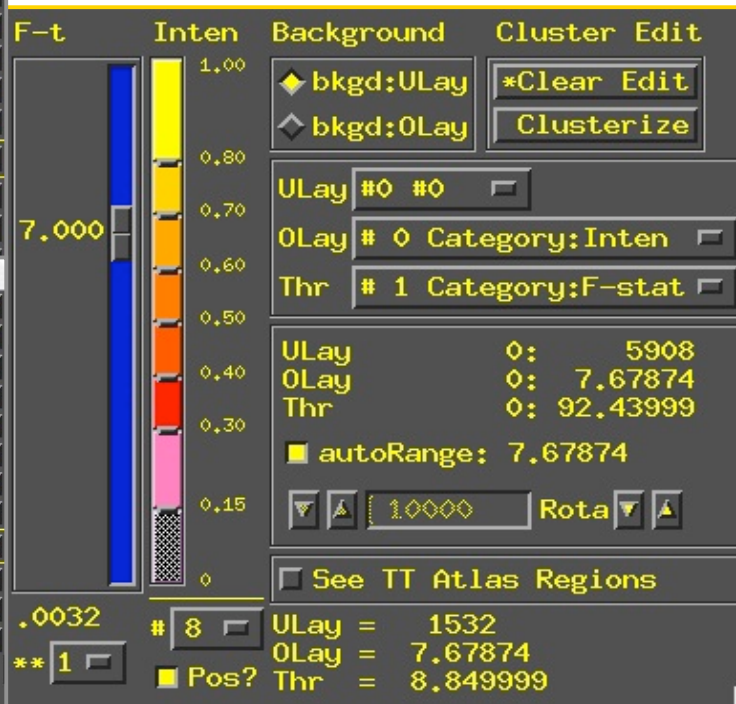 F-t Inten Background Cluster Edit
1.00
bkgd:ULay *Clear Edit
bkgd:OLay Clusterize
0.80
ULay #0 #0
0.70
7.000
OLay # 0 Category:Inten
0.60
Thr # 1 Category:F-stat
0.50
ULay 0: 5908
0.40
OLay 0: 7.67874
Thr 0: 92.43999
0.30
autoRange: 7.67874
0.15
10000 Rota
0
See TT Atlas Regions
.0032
# 8
ULay = 1532
** 1
OLay = 7.67874
Pos?
Thr = 8.849999